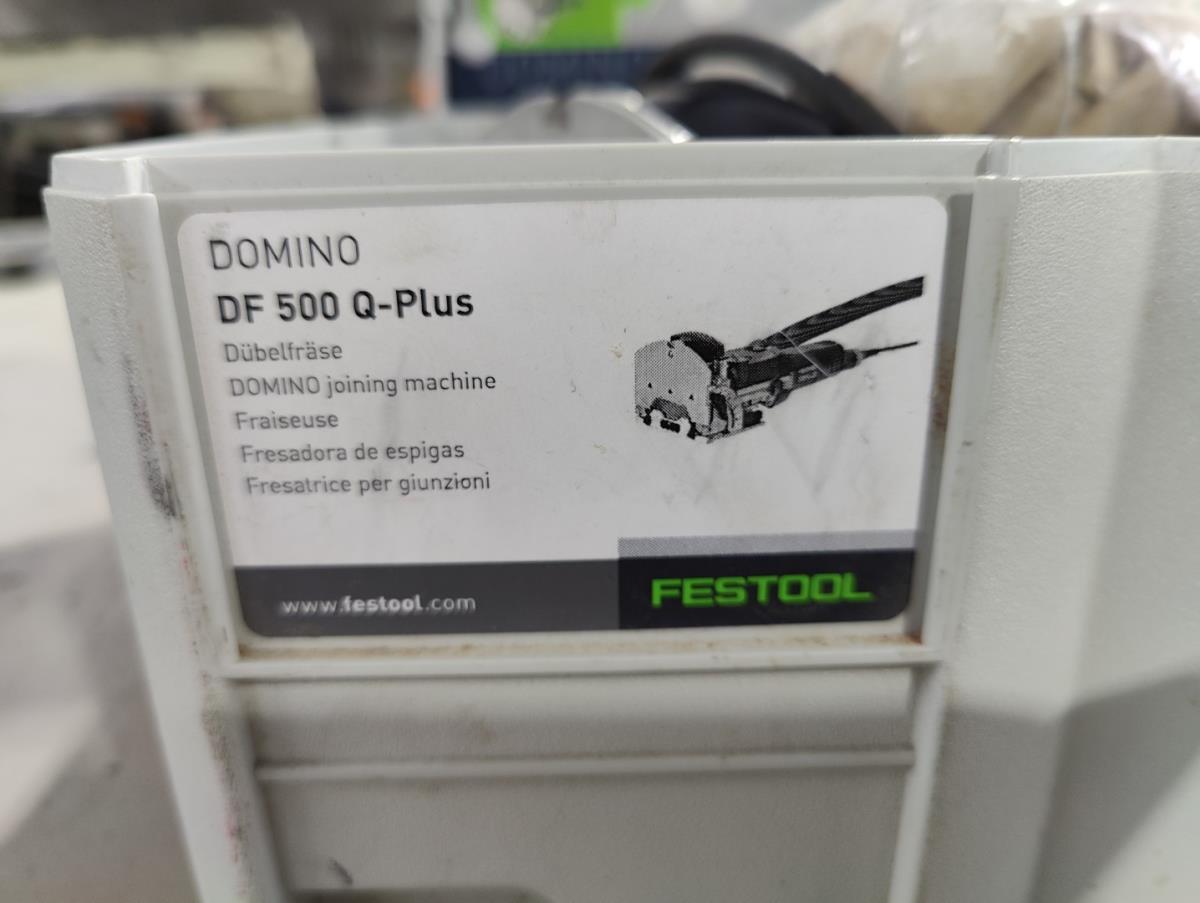 DOMINO
DF 500 Q-Plus
Dübelfräse
DOMINO joining machine
Fraiseuse
Fresadora de espigas
Fresatrice per giunzioni
www.festool.com
FESTOOL